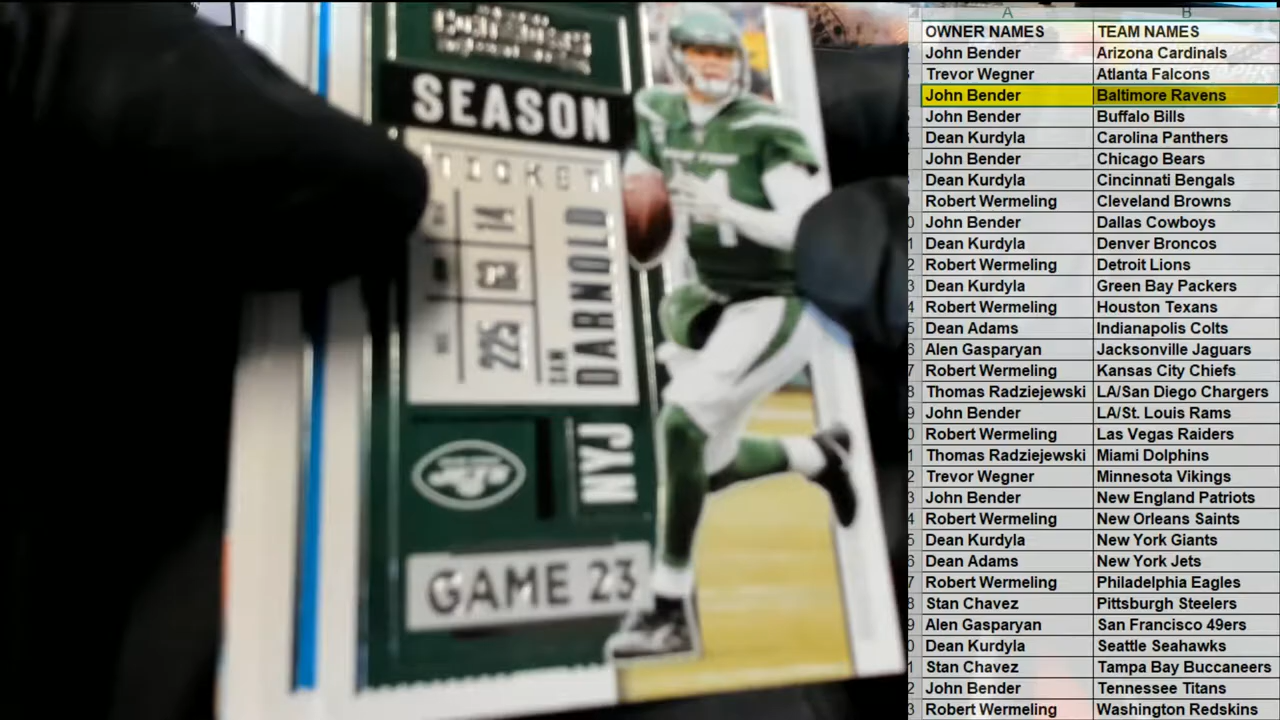 SEASON
TICKET
14
225
SAM
DARNOLD
NYJ
JETS
GAME 23
A B
OWNER NAMES TEAM NAMES
John Bender Arizona Cardinals
Trevor Wegner Atlanta Falcons
John Bender Baltimore Ravens
John Bender Buffalo Bills
Dean Kurdyla Carolina Panthers
John Bender Chicago Bears
Dean Kurdyla Cincinnati Bengals
Robert Wermeling Cleveland Browns
John Bender Dallas Cowboys
Dean Kurdyla Denver Broncos
Robert Wermeling Detroit Lions
Dean Kurdyla Green Bay Packers
Robert Wermeling Houston Texans
Dean Adams Indianapolis Colts
Alen Gasparyan Jacksonville Jaguars
Robert Wermeling Kansas City Chiefs
Thomas Radziejewski LA/San Diego Chargers
John Bender LA/St. Louis Rams
Robert Wermeling Las Vegas Raiders
Thomas Radziejewski Miami Dolphins
Trevor Wegner Minnesota Vikings
John Bender New England Patriots
Robert Wermeling New Orleans Saints
Dean Kurdyla New York Giants
Dean Adams New York Jets
Robert Wermeling Philadelphia Eagles
Stan Chavez Pittsburgh Steelers
Alen Gasparyan San Francisco 49ers
Dean Kurdyla Seattle Seahawks
Stan Chavez Tampa Bay Buccaneers
John Bender Tennessee Titans
Robert Wermeling Washington Redskins